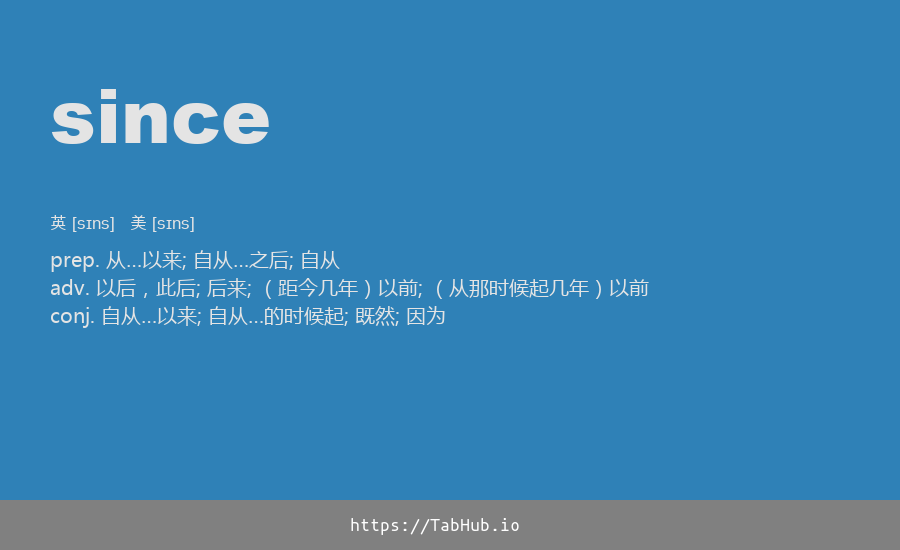 since
英 [sɪns] 美 [sɪns]
prep. 从…以来; 自从…之后; 自从
adv. 以后，此后; 后来; （距今几年）以前; （从那时候起几年）以前
conj. 自从…以来; 自从…的时候起; 既然; 因为
https://TabHub.io